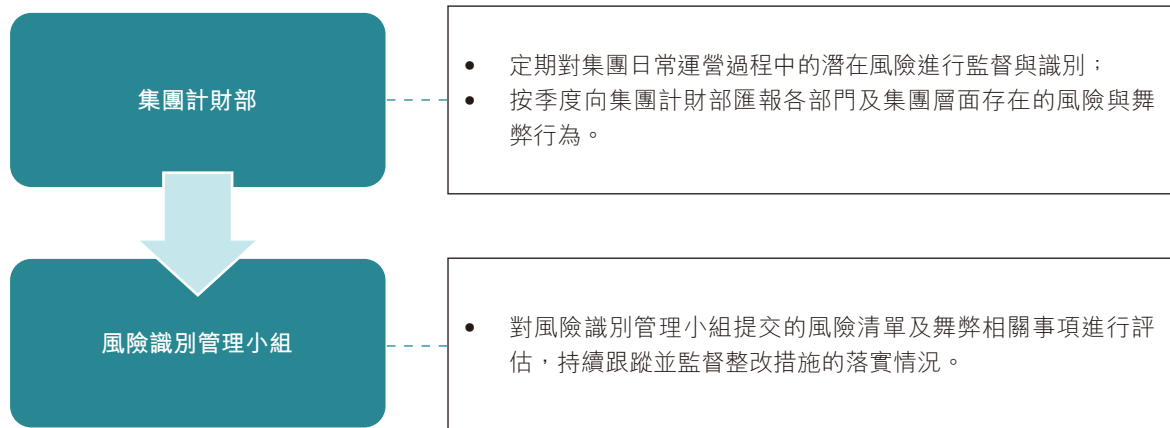 集團計財部
• 定期對集團日常運營過程中的潛在風險進行監督與識別；
• 按季度向集團計財部匯報各部門及集團層面存在的風險與舞
弊行為。
風險識別管理小組
• 對風險識別管理小組提交的風險清單及舞弊相關事項進行評
估，持續跟蹤並監督整改措施的落實情況。